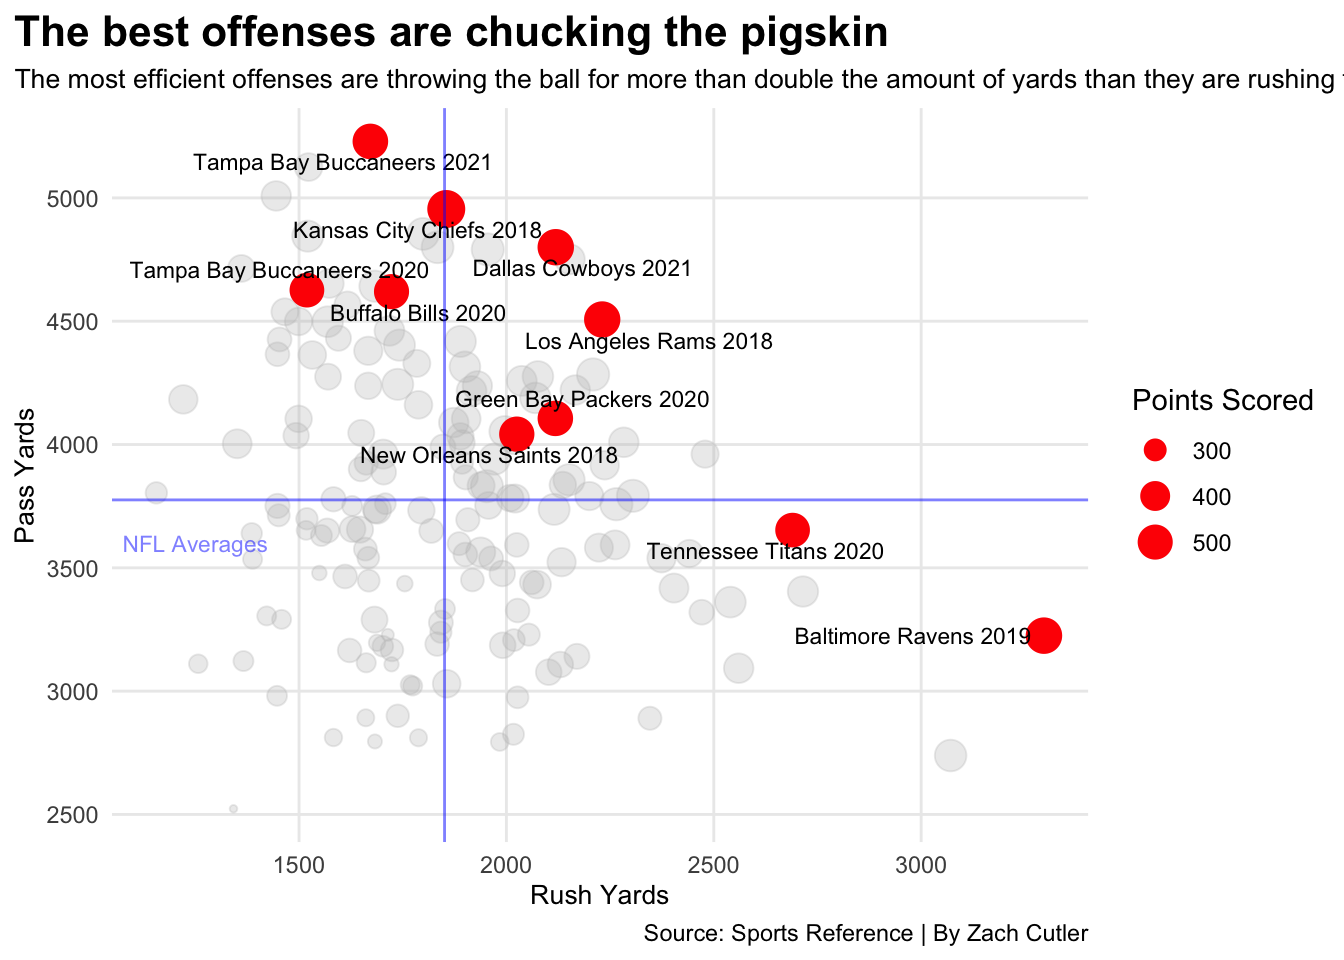 The best offenses are chucking the pigskin
The most efficient offenses are throwing the ball for more than double the amount of yards than they are rushing
Tampa Bay Buccaneers 2021
Kansas City Chiefs 2018
Dallas Cowboys 2021
Tampa Bay Buccaneers 2020
Buffalo Bills 2020
Los Angeles Rams 2018
Green Bay Packers 2020
New Orleans Saints 2018
NFL Averages
Tennessee Titans 2020
Baltimore Ravens 2019
5000
4500
4000
3500
3000
2500
Pass Yards
1500
2000
2500
3000
Rush Yards
Points Scored
300
400
500
Source: Sports Reference | By Zach Cutler